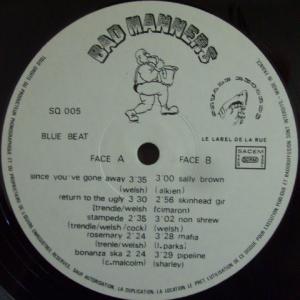 BAD MANNERS
SQ 005
BLUE BEAT
LE LABEL DE LA RUE
FACE A
FACE B
SACEM
since you've gone away 3'35
(welsh)
return to the ugly 3'30
(trendle/welsh)
stampede 2'35
(trendle/welsh/cock)
rosemary 2'24
(trenle/welsh)
bonanza ska 2'24
(c.malcolm)
3'00 sally brown
(alkien)
2'56 skinhead girl
(cimaron)
3'02 non shrew
(welsh)
3'28 mafia
(l.parks)
3'29 pipeline
(sharley)